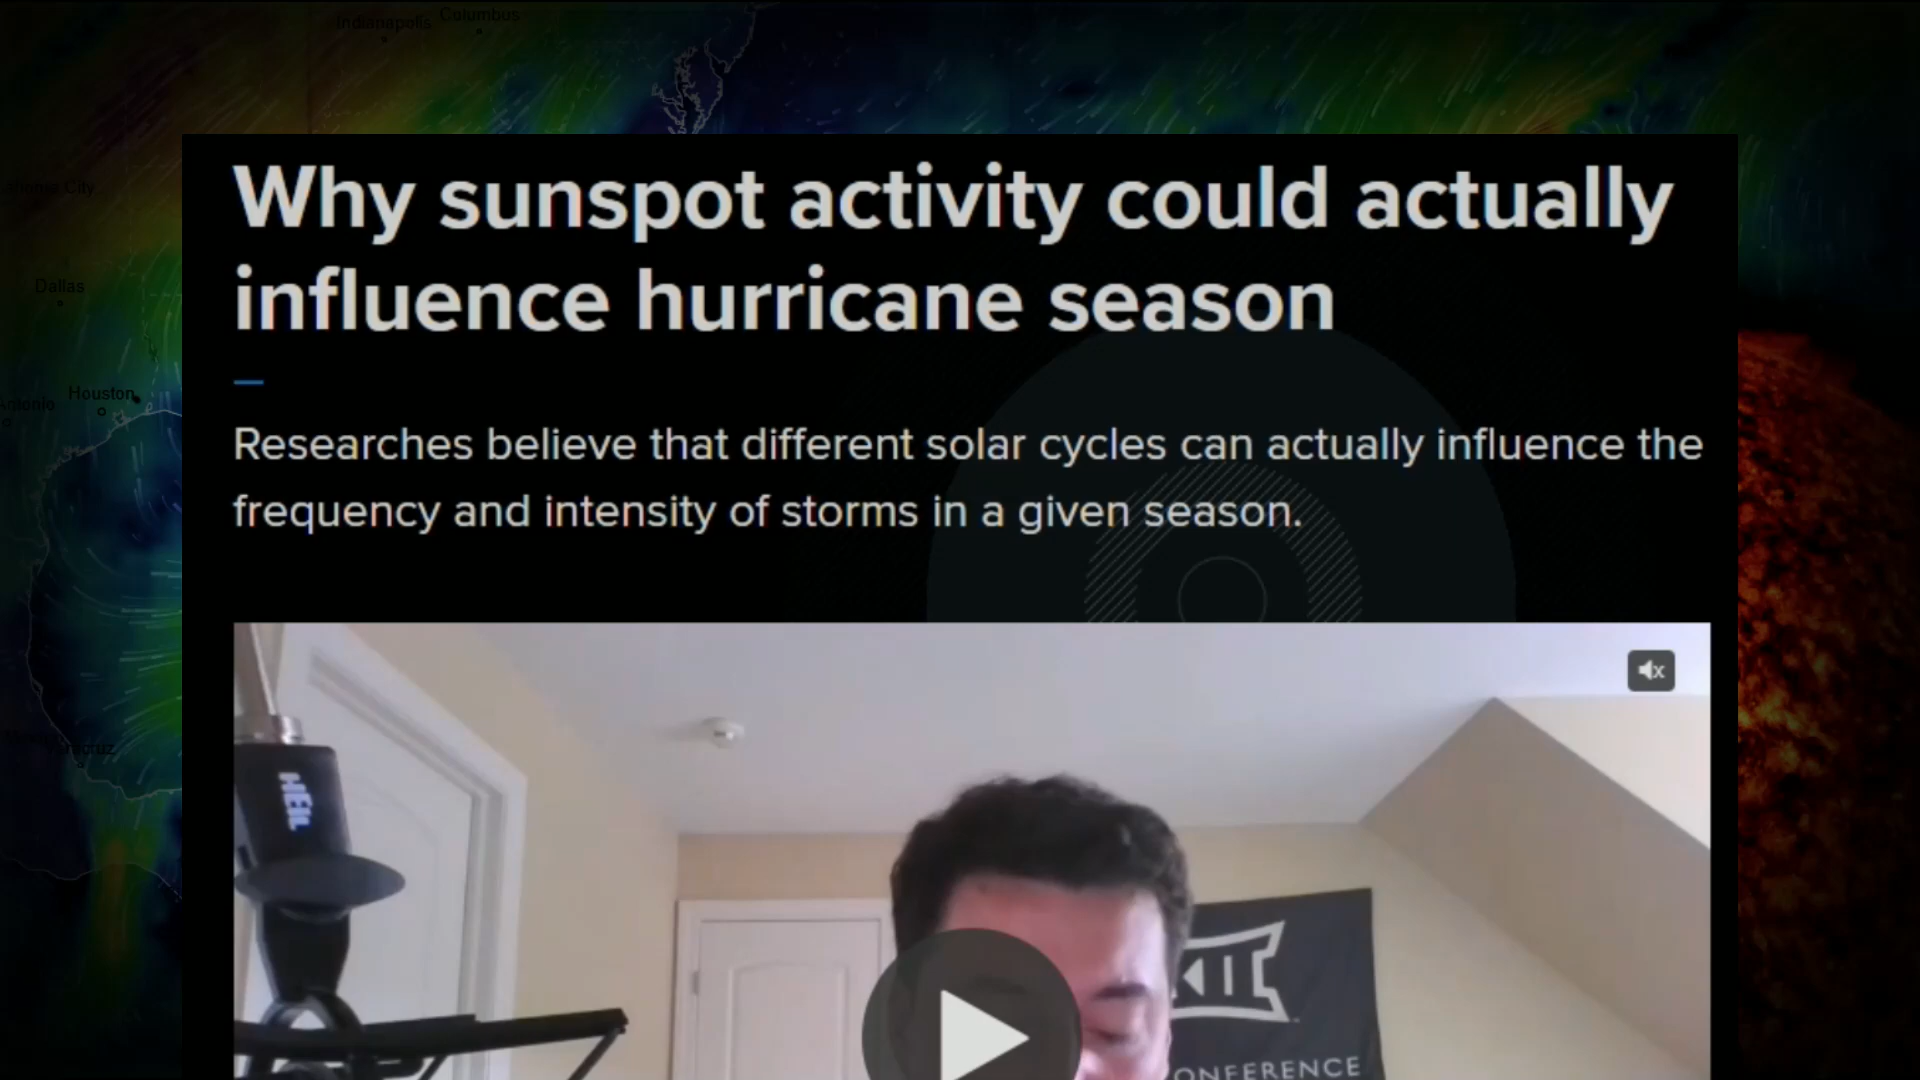 Indianapolis
Columbus
Why sunspot activity could actually
influence hurricane season
Researches believe that different solar cycles can actually influence the
frequency and intensity of storms in a given season.
Dallas
Houston
HEIL
XII
ONFERENCE